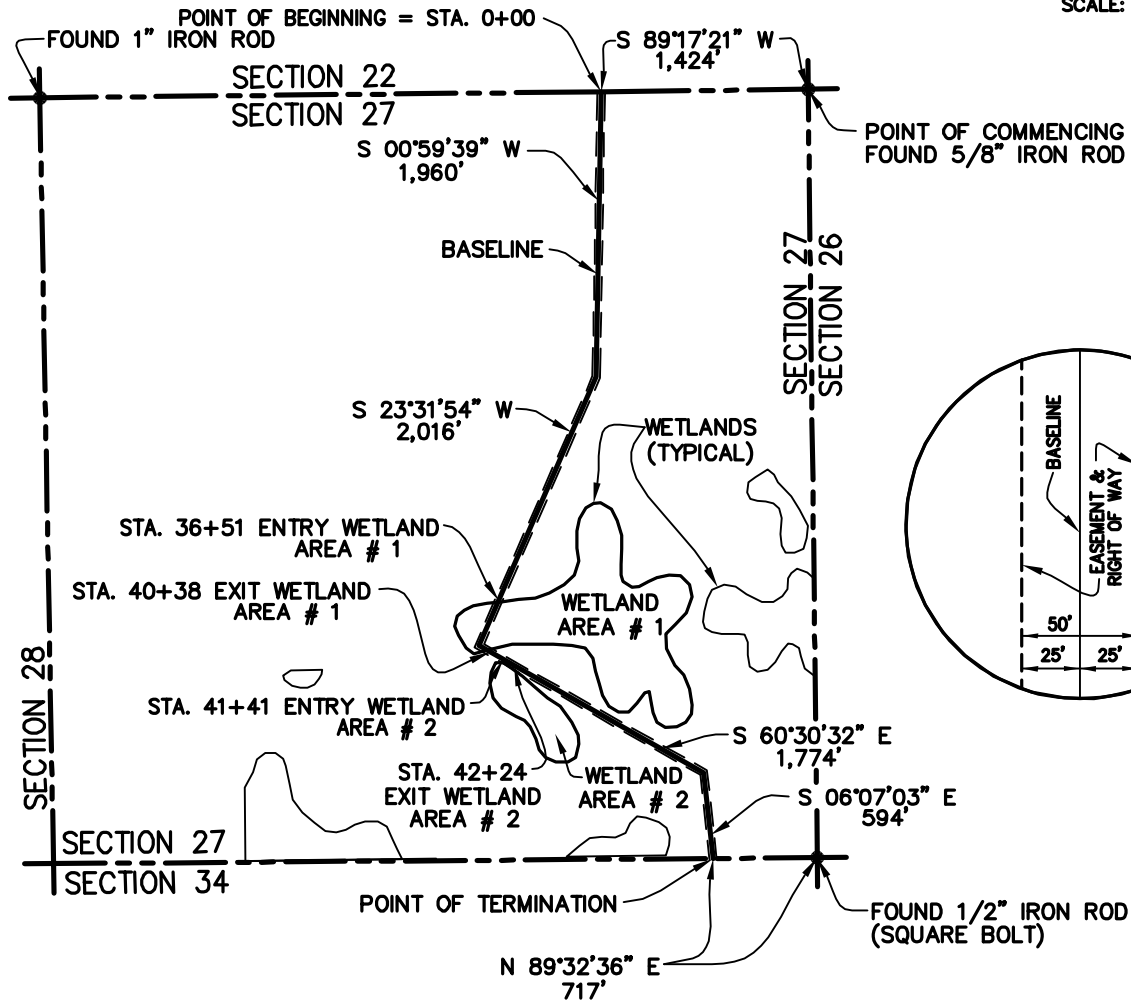 SCALE:
POINT OF BEGINNING = STA. 0+00
FOUND 1" IRON ROD
S 89°17'21" W
1,424'
SECTION 22
SECTION 27
POINT OF COMMENCING
FOUND 5/8" IRON ROD
S 00°59'39" W
1,960'
BASELINE
SECTION 27
SECTION 26
S 23°31'54" W
2,016'
WETLANDS
(TYPICAL)
BASELINE
EASEMENT &
RIGHT OF WAY
50'
25'
25'
STA. 36+51 ENTRY WETLAND
AREA # 1
STA. 40+38 EXIT WETLAND
AREA # 1
WETLAND
AREA # 1
SECTION 28
STA. 41+41 ENTRY WETLAND
AREA # 2
S 60°30'32" E
1,774'
STA. 42+24
EXIT WETLAND
AREA # 2
WETLAND
AREA # 2
S 06°07'03" E
594'
SECTION 27
SECTION 34
POINT OF TERMINATION
FOUND 1/2" IRON ROD
(SQUARE BOLT)
N 89°32'36" E
717'